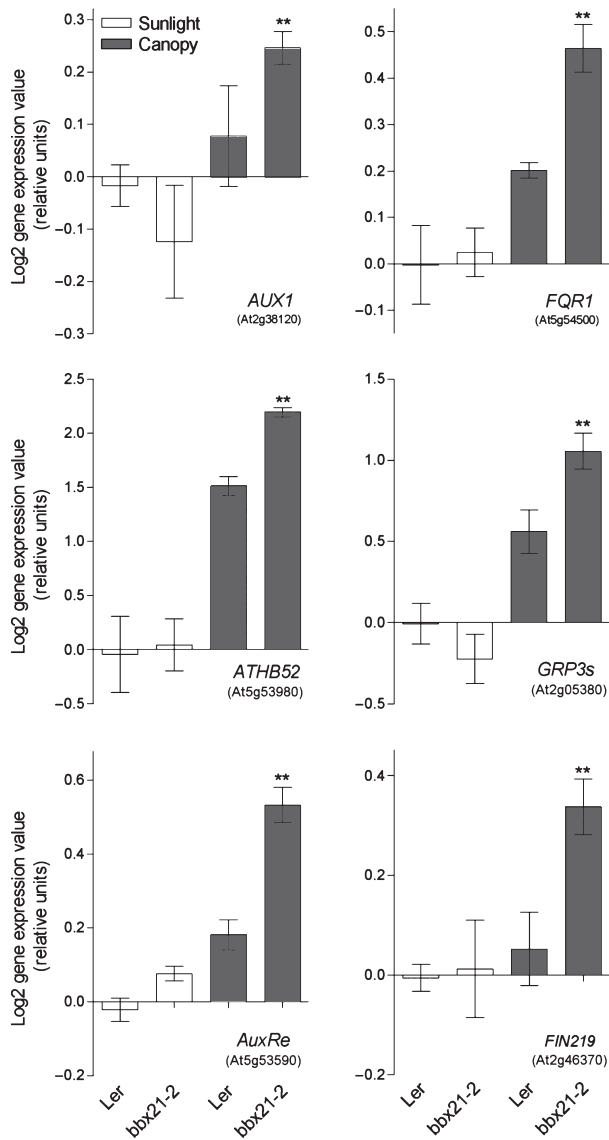 Sunlight
Canopy
Log2 gene expression value
(relative units)
0.3
0.2
0.1
0.0
−0.1
−0.2
−0.3
**
AUX1
(At2g38120)
0.5
0.4
0.3
0.2
0.1
0.0
−0.1
**
FQR1
(At5g54500)
Log2 gene expression value
(relative units)
2.5
2.0
1.5
1.0
0.5
0.0
−0.5
**
ATHB52
(At5g53980)
1.5
1.0
0.5
0.0
−0.5
**
GRP3s
(At2g05380)
Log2 gene expression value
(relative units)
0.6
0.4
0.2
0.0
−0.2
**
AuxRe
(At5g53590)
0.4
0.2
0.0
−0.2
**
FIN219
(At2g46370)
Ler
bbx21-2
Ler
bbx21-2
Ler
bbx21-2
Ler
bbx21-2